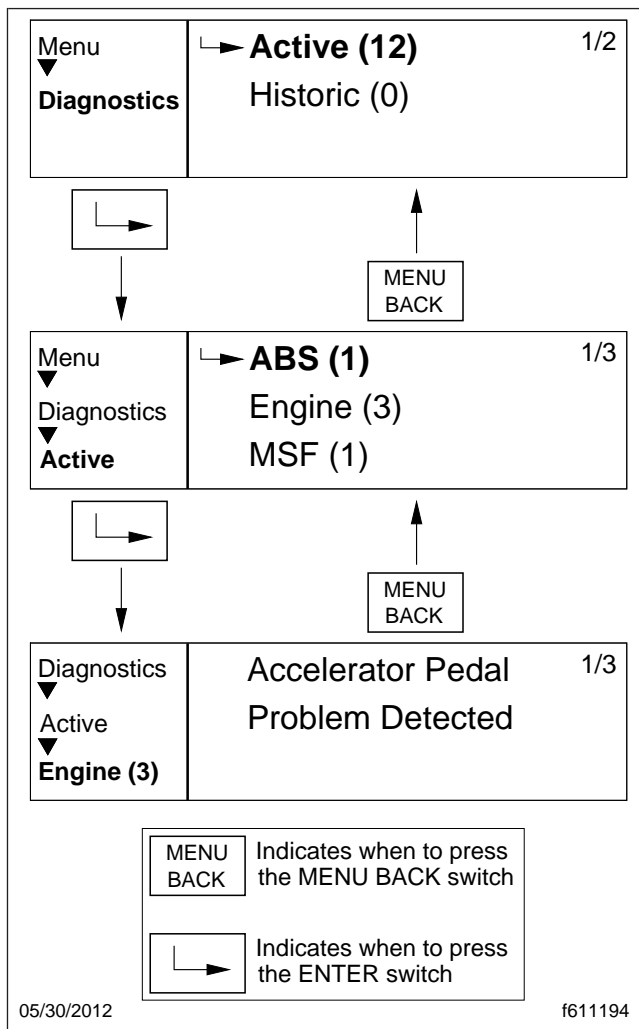 Menu
Diagnostics
Active (12)
Historic (0)
1/2
MENU
BACK
Menu
Diagnostics
Active
ABS (1)
Engine (3)
MSF (1)
1/3
MENU
BACK
Diagnostics
Active
Engine (3)
Accelerator Pedal
Problem Detected
1/3
MENU
BACK
Indicates when to press
the MENU BACK switch
Indicates when to press
the ENTER switch
05/30/2012
f611194